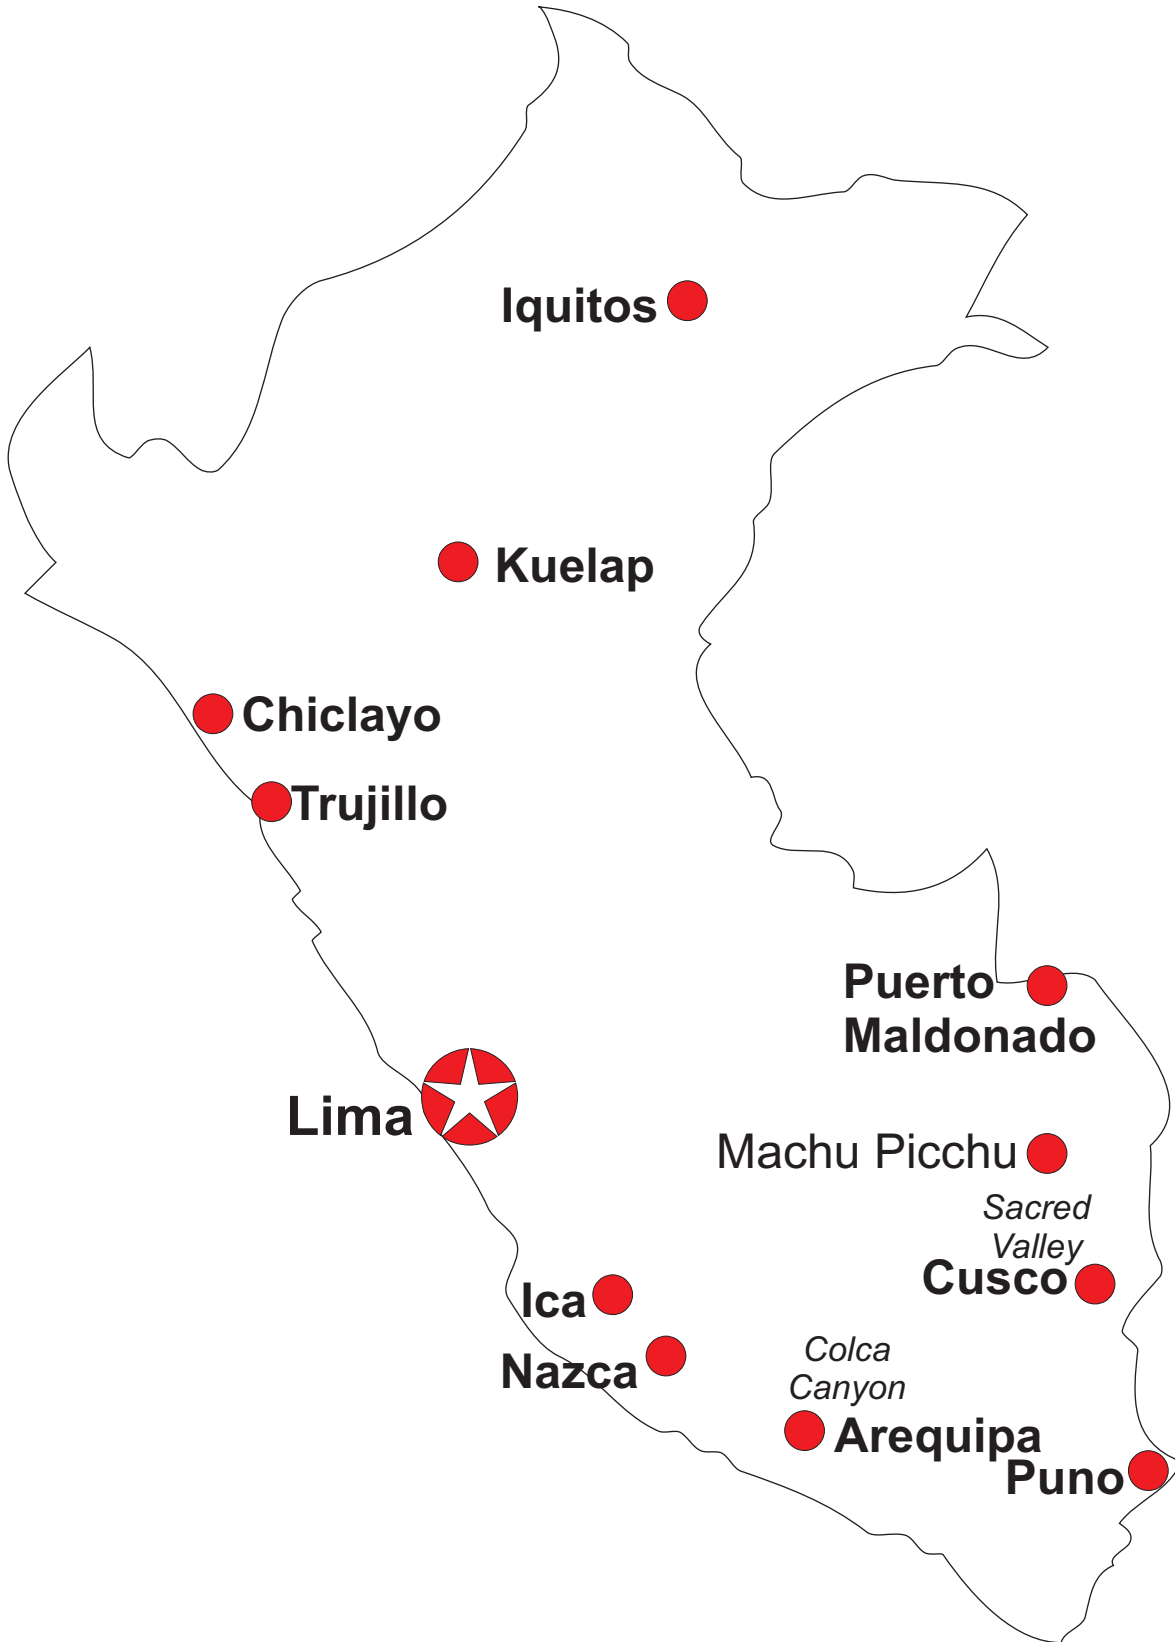 Iquitos
Kuelap
Chiclayo
Trujillo
Puerto
Maldonado
Lima
Machu Picchu
Sacred
Valley
Cusco
Ica
Nazca
Colca
Canyon
Arequipa
Puno